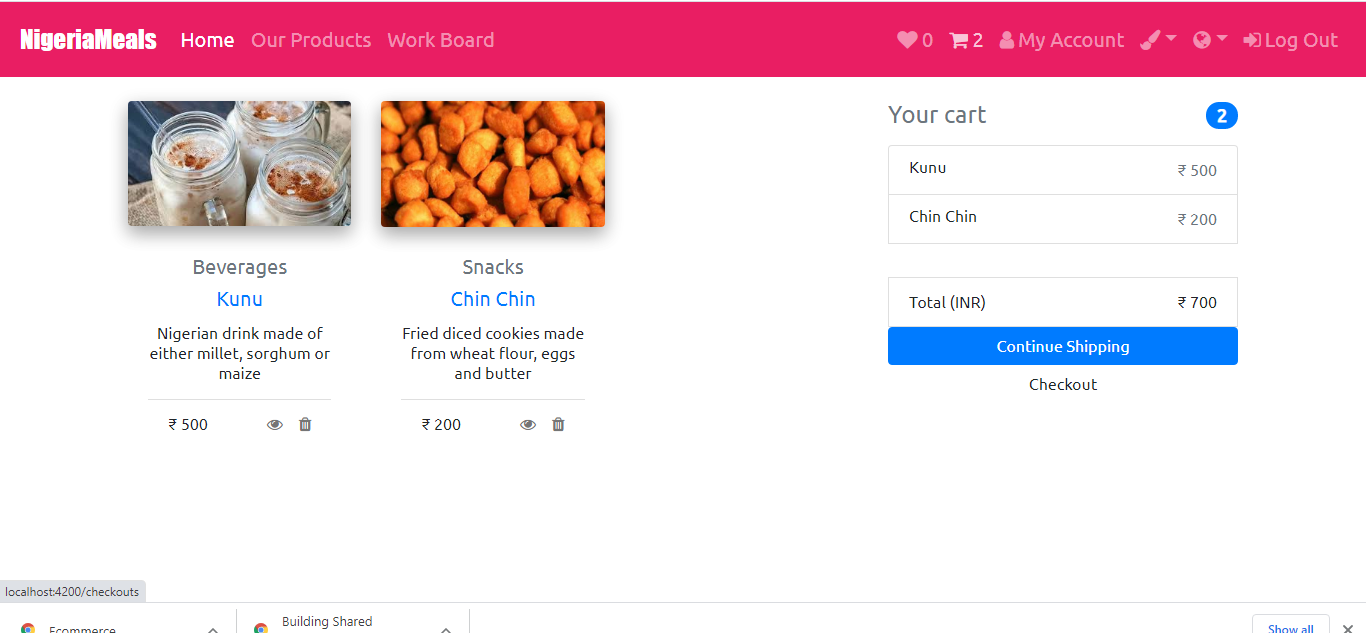 NigeriaMeals Home Our Products Work Board 0 2 My Account Log Out
Beverages
Kunu
Nigerian drink made of
either millet, sorghum or
maize
₹ 500
Snacks
Chin Chin
Fried diced cookies made
from wheat flour, eggs
and butter
₹ 200
Your cart 2
Kunu ₹ 500
Chin Chin ₹ 200
Total (INR) ₹ 700
Continue Shipping
Checkout
localhost:4200/checkouts
Ecommerce
Building Shared
Show all